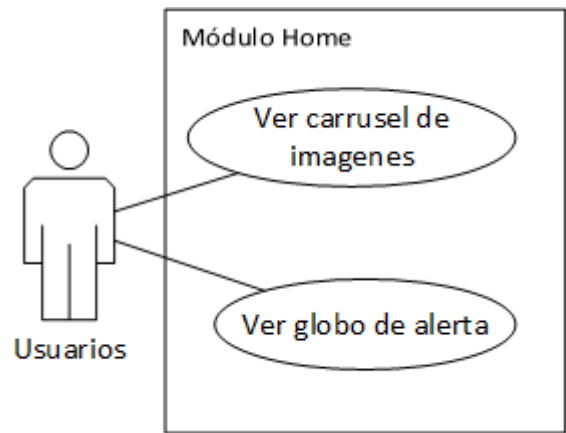 Módulo Home
Ver carrusel de
imagenes
Ver globo de alerta
Usuarios